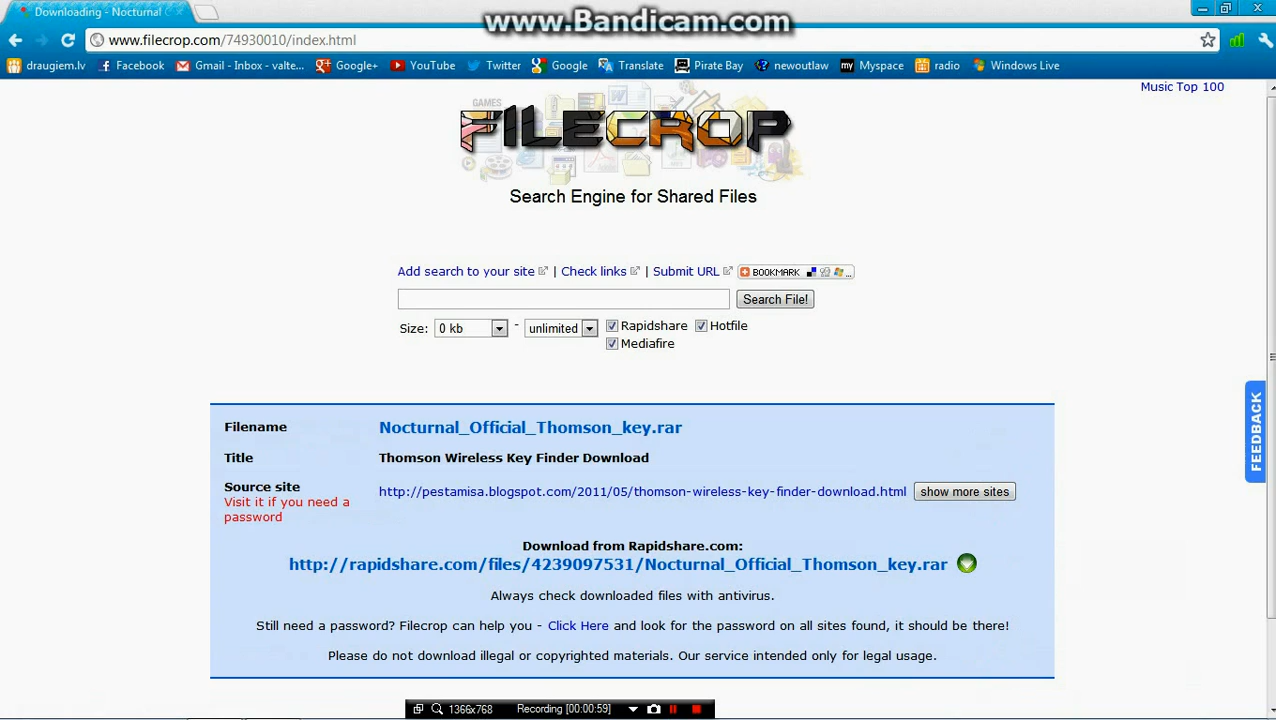 Downloading - Nocturnal
www.Bandicam.com
www.filecrop.com/74930010/index.html
draugiem.lv Facebook Gmail - Inbox - valte... Google+ YouTube Twitter Google Translate Pirate Bay newoutlaw Myspace radio Windows Live
Music Top 100
GAMES
FILECROP
Search Engine for Shared Files
Add search to your site | Check links | Submit URL BOOKMARK ...
Search File!
Size: 0 kb - unlimited Rapidshare Hotfile
Mediafire
FEEDBACK
Filename Nocturnal_Official_Thomson_key.rar
Title Thomson Wireless Key Finder Download
Source site
Visit it if you need a password
http://pestamisa.blogspot.com/2011/05/thomson-wireless-key-finder-download.html show more sites
Download from Rapidshare.com:
http://rapidshare.com/files/4239097531/Nocturnal_Official_Thomson_key.rar
Always check downloaded files with antivirus.
Still need a password? Filecrop can help you - Click Here and look for the password on all sites found, it should be there!
Please do not download illegal or copyrighted materials. Our service intended only for legal usage.
1366x768 Recording [00:00:59]